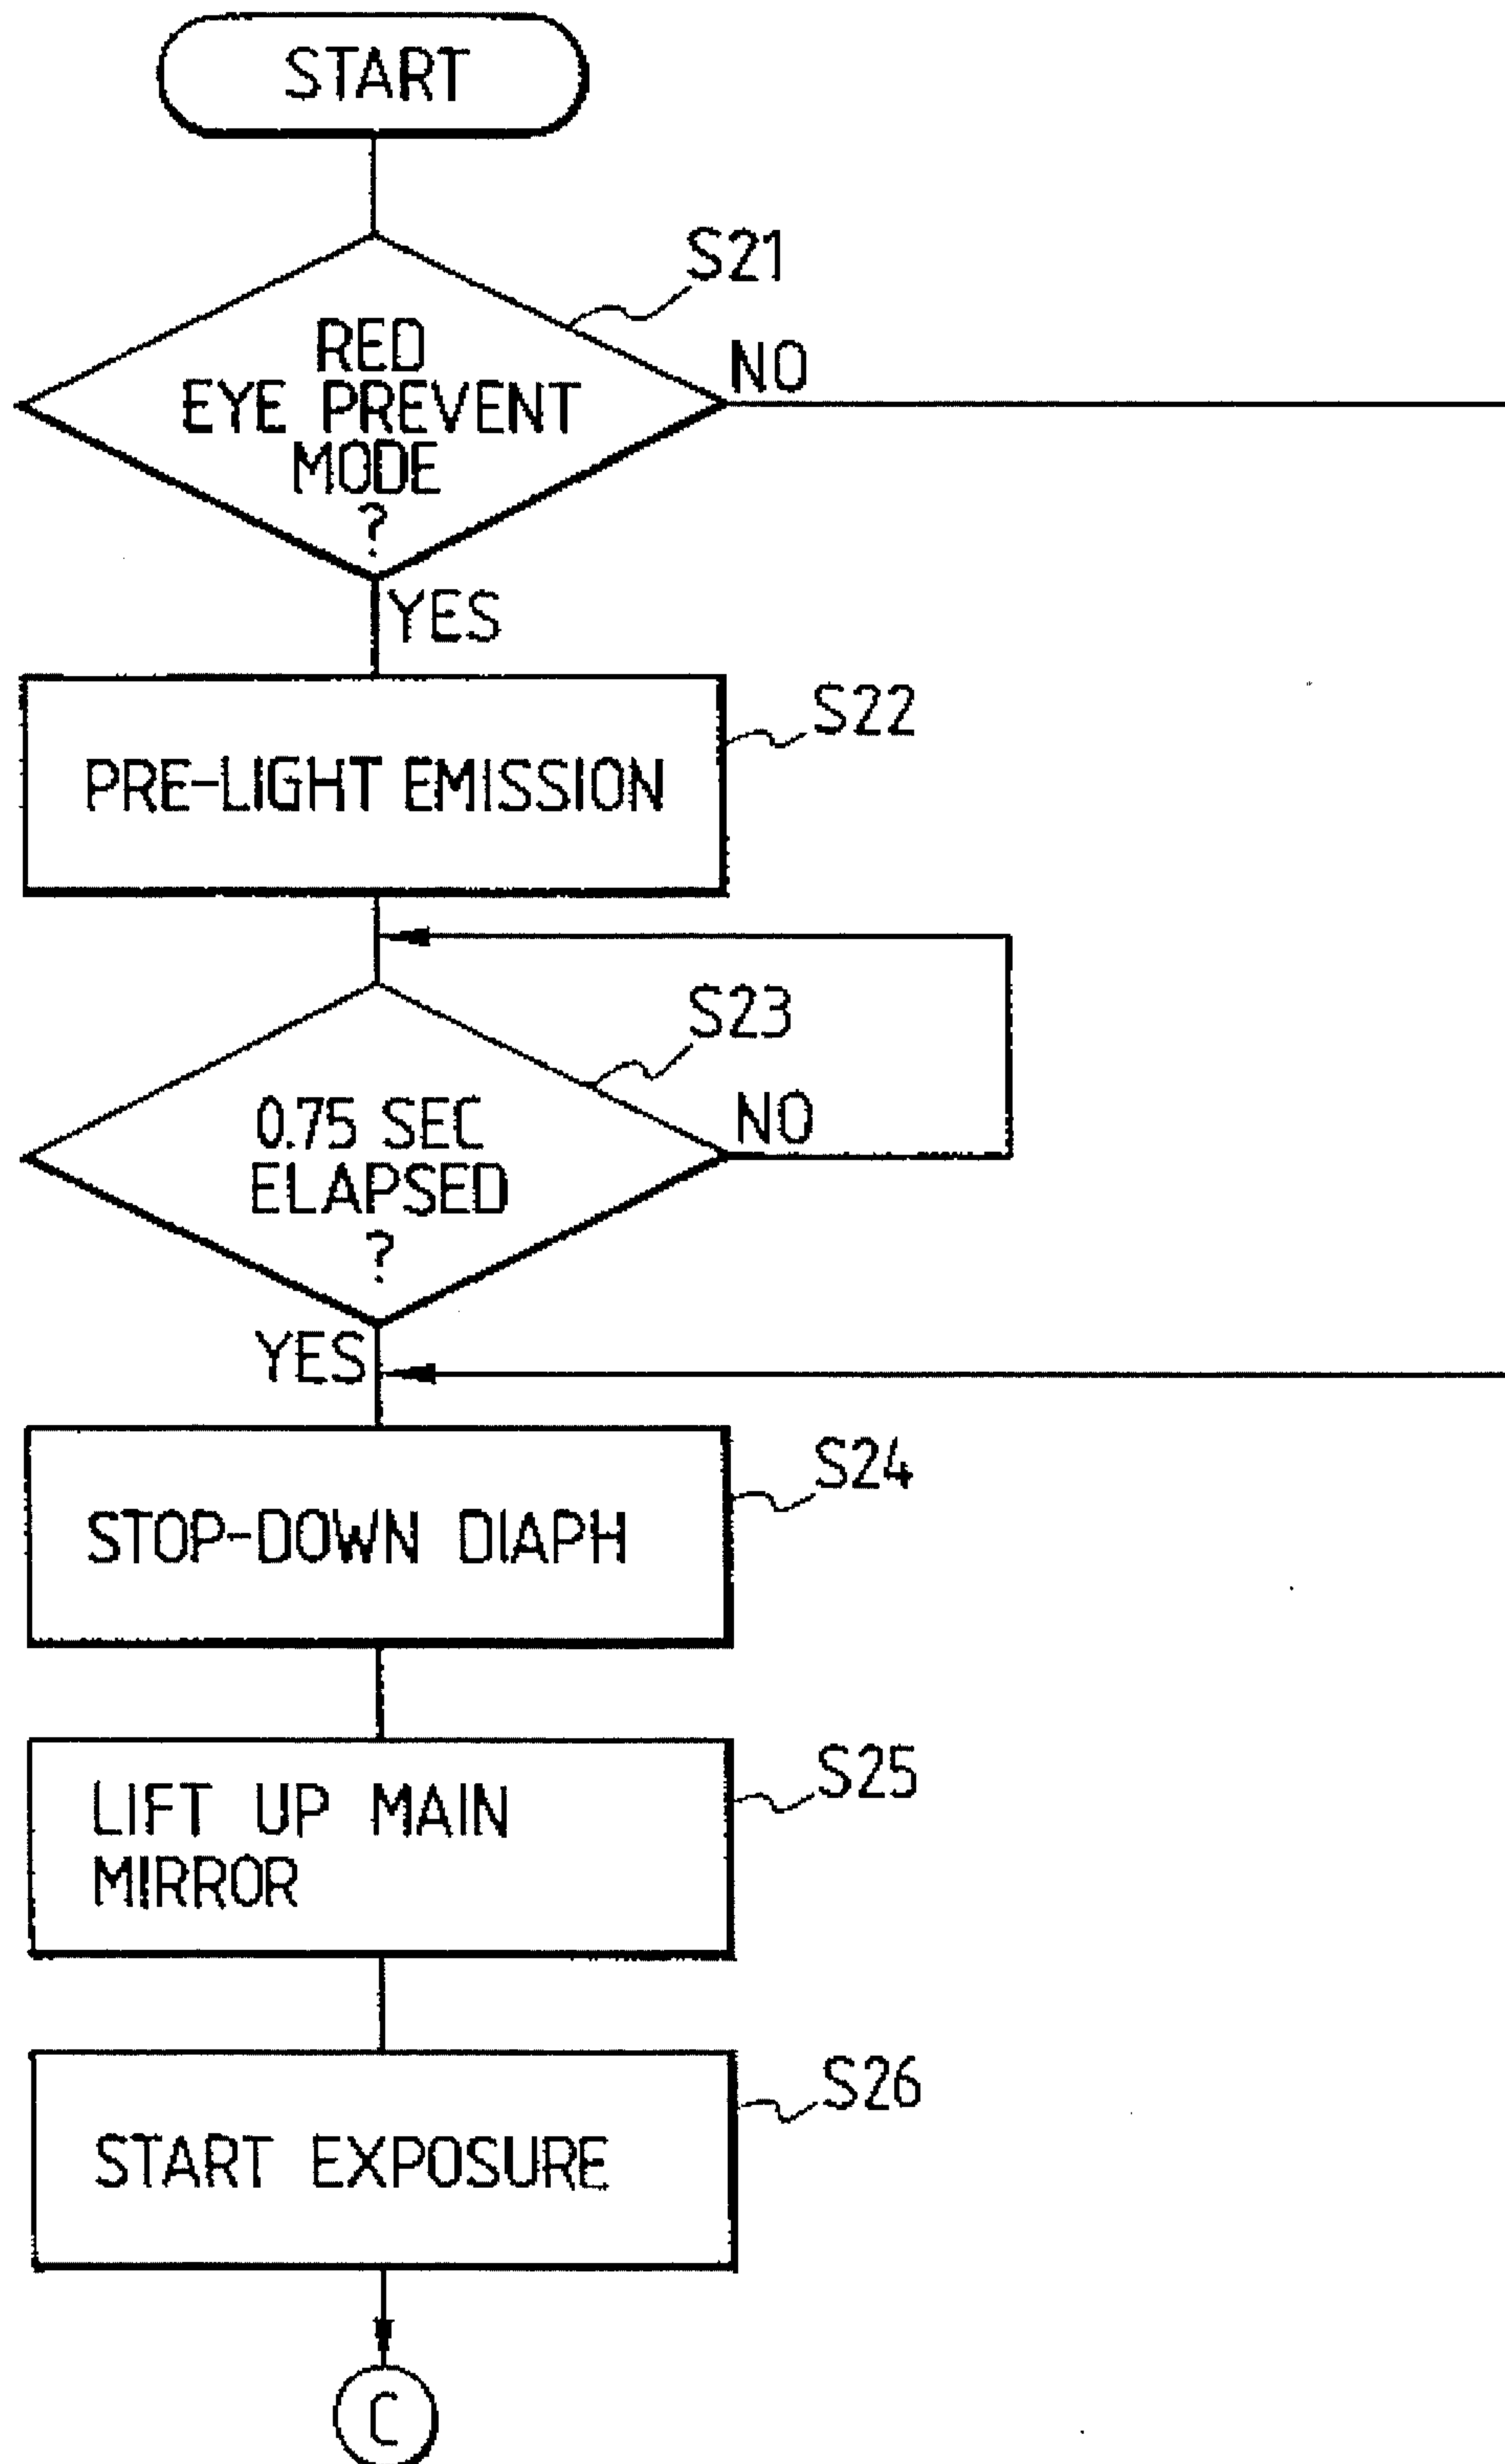 START
S21
RED
EYE PREVENT
MODE
?
NO
YES
S22
PRE-LIGHT EMISSION
S23
0.75 SEC
ELAPSED
?
NO
YES
S24
STOP-DOWN DIAPH
S25
LIFT UP MAIN
MIRROR
S26
START EXPOSURE
C